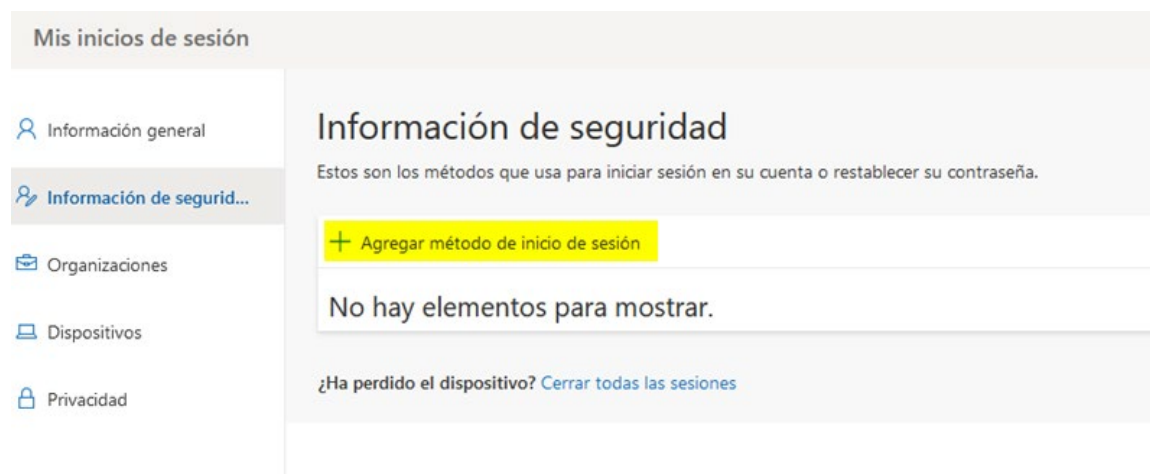 Mis inicios de sesión
Información general
Información de segurid...
Organizaciones
Dispositivos
Privacidad
Información de seguridad
Estos son los métodos que usa para iniciar sesión en su cuenta o restablecer su contraseña.
+ Agregar método de inicio de sesión
No hay elementos para mostrar.
¿Ha perdido el dispositivo? Cerrar todas las sesiones